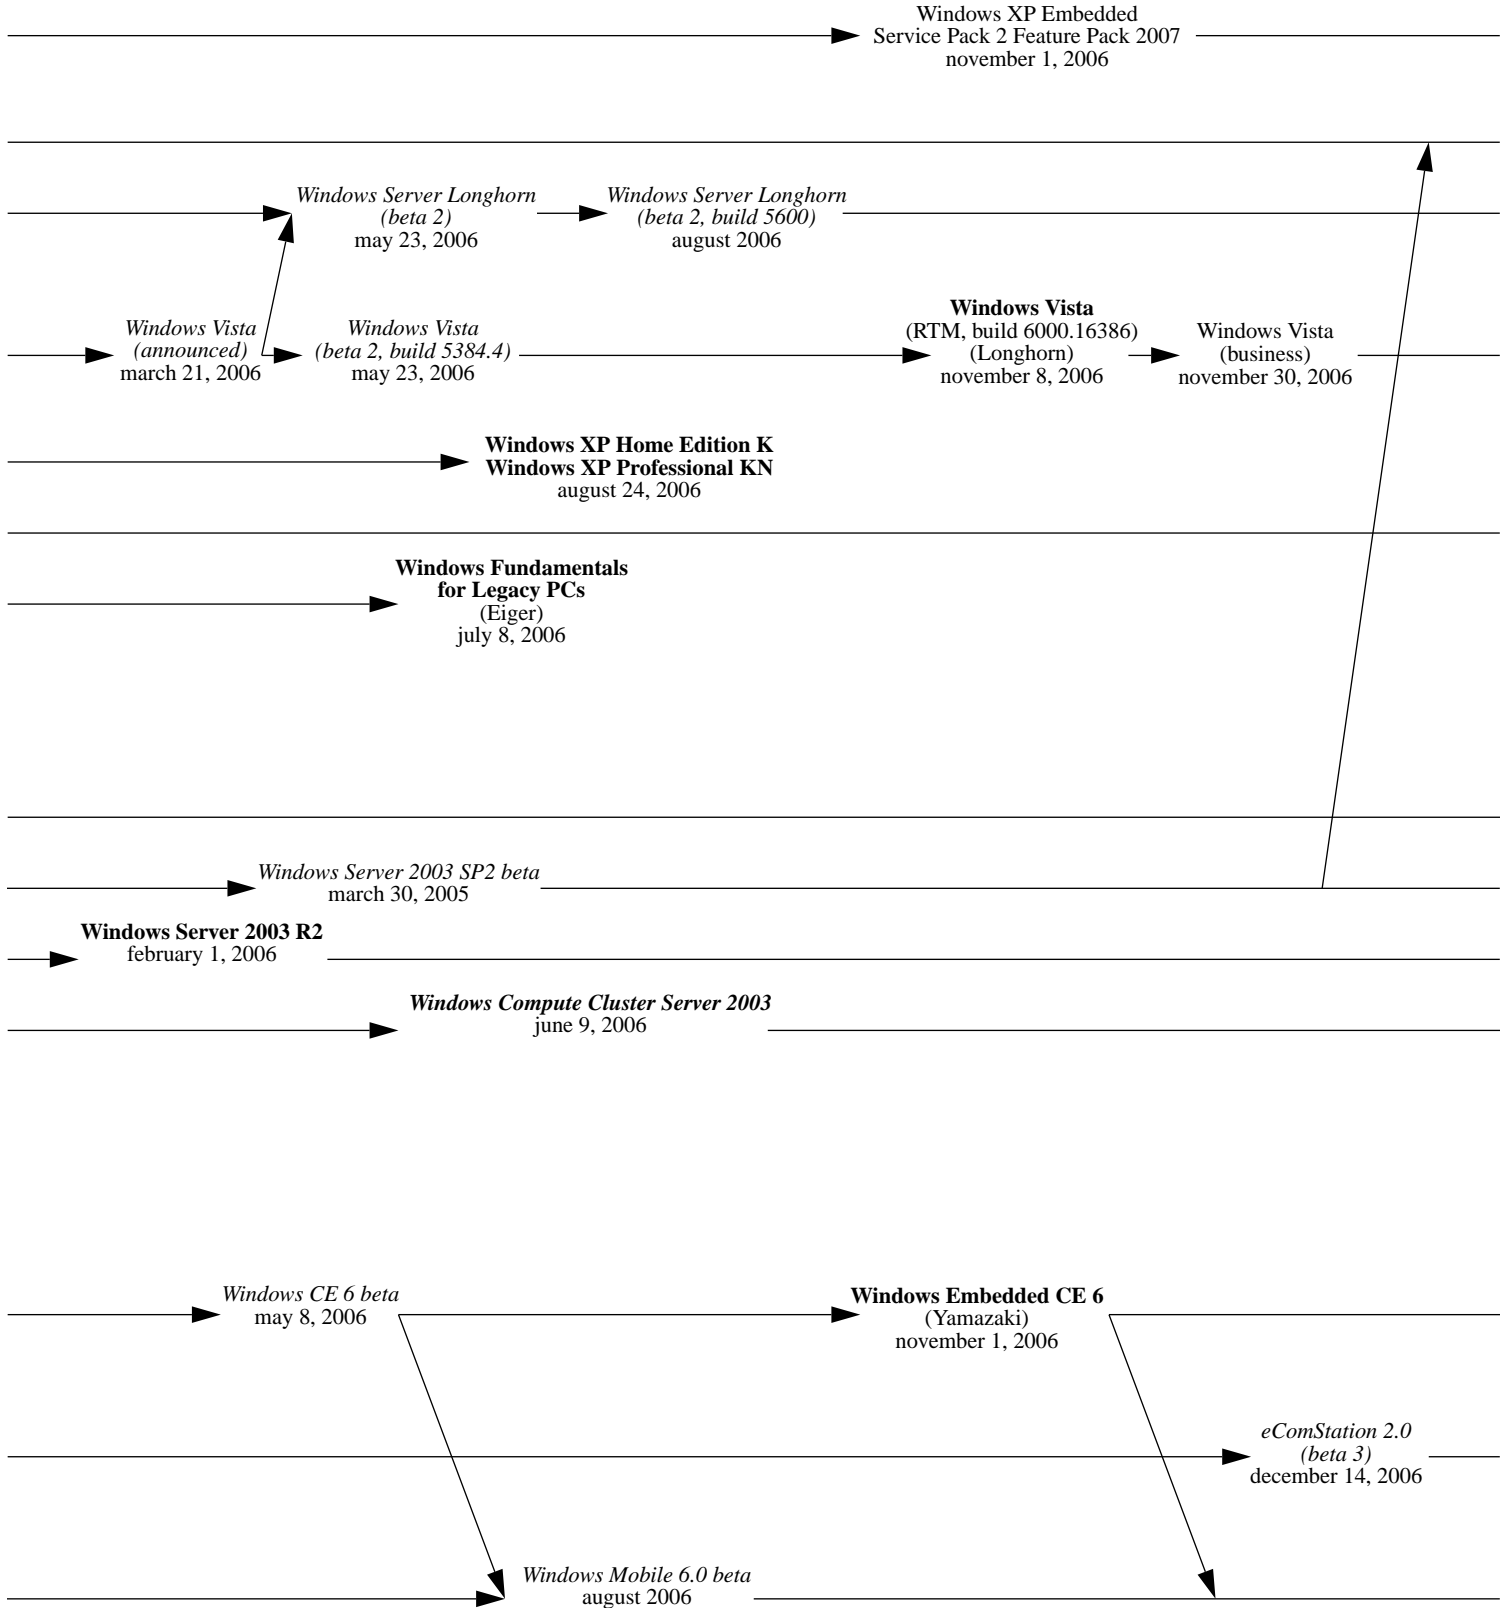 Windows XP Embedded
Service Pack 2 Feature Pack 2007
november 1, 2006
Windows Server Longhorn
(beta 2)
may 23, 2006
Windows Server Longhorn
(beta 2, build 5600)
august 2006
Windows Vista
(announced)
march 21, 2006
Windows Vista
(beta 2, build 5384.4)
may 23, 2006
Windows Vista
(RTM, build 6000.16386)
(Longhorn)
november 8, 2006
Windows Vista
(business)
november 30, 2006
Windows XP Home Edition K
Windows XP Professional KN
august 24, 2006
Windows Fundamentals
for Legacy PCs
(Eiger)
july 8, 2006
Windows Server 2003 SP2 beta
march 30, 2005
Windows Server 2003 R2
february 1, 2006
Windows Compute Cluster Server 2003
june 9, 2006
Windows CE 6 beta
may 8, 2006
Windows Embedded CE 6
(Yamazaki)
november 1, 2006
eComStation 2.0
(beta 3)
december 14, 2006
Windows Mobile 6.0 beta
august 2006